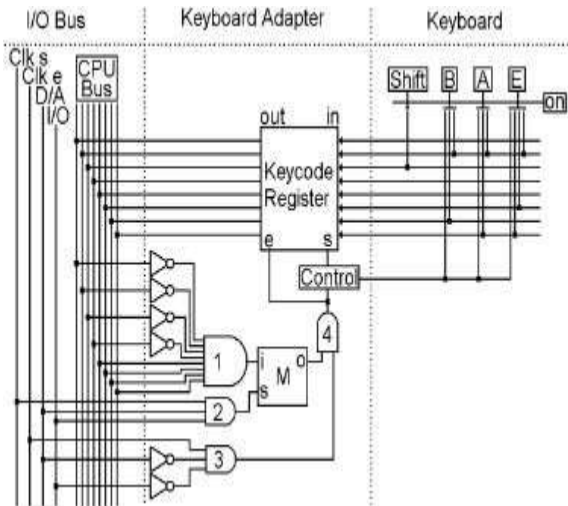 I/O Bus
Keyboard Adapter
Keyboard
Clk s
Clk e
D/A
I/O
CPU
Bus
Shift
B
A
E
on
out
in
Keycode
Register
e
s
Control
4
1
i
o
M
s
2
3